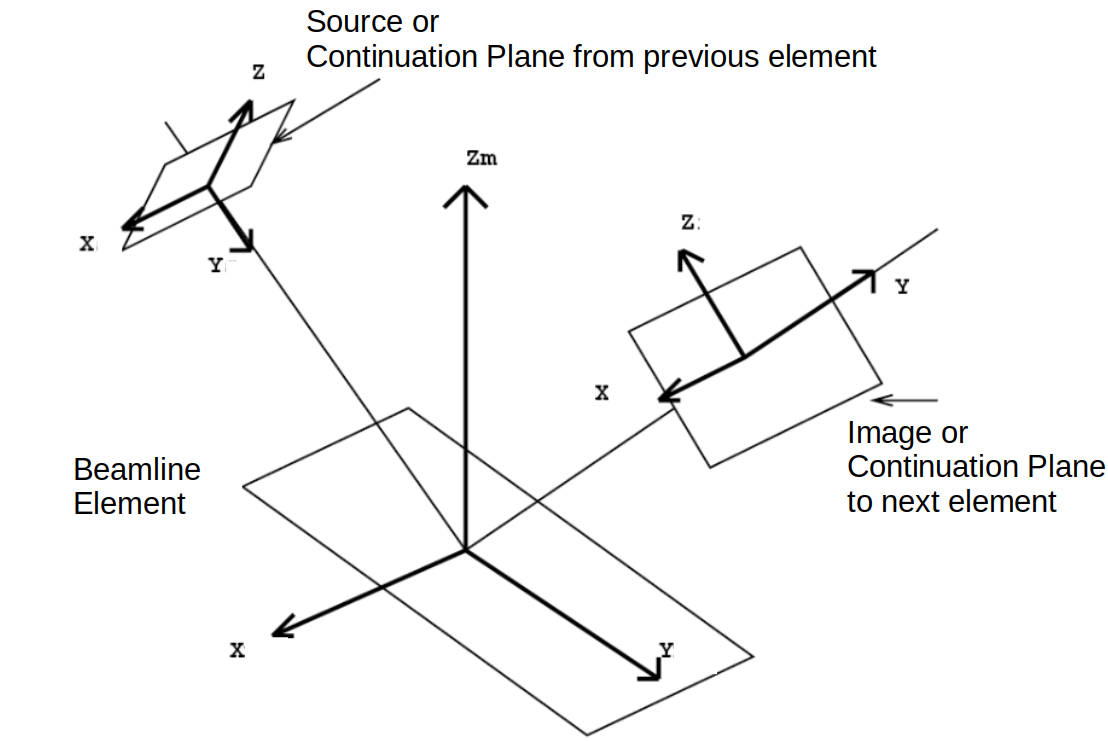 Source or
Continuation Plane from previous element
Z
Zm
X
Y
Z
Y
X
Image or
Continuation Plane
to next element
Beamline
Element
X
Y